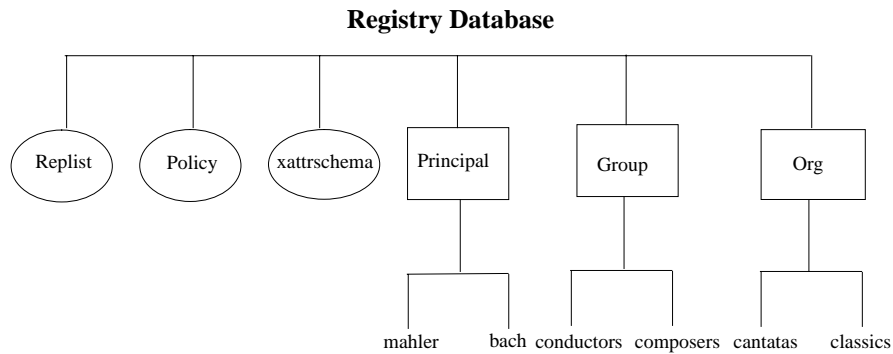 Registry Database
Replist
Policy
xattrschema
Principal
Group
Org
mahler
bach
conductors
composers
cantatas
classics